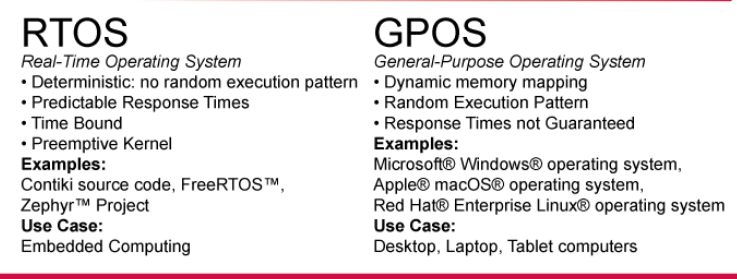 RTOS
Real-Time Operating System
• Deterministic: no random execution pattern
• Predictable Response Times
• Time Bound
• Preemptive Kernel
Examples:
Contiki source code, FreeRTOS™,
Zephyr™ Project
Use Case:
Embedded Computing
GPOS
General-Purpose Operating System
• Dynamic memory mapping
• Random Execution Pattern
• Response Times not Guaranteed
Examples:
Microsoft® Windows® operating system,
Apple® macOS® operating system,
Red Hat® Enterprise Linux® operating system
Use Case:
Desktop, Laptop, Tablet computers